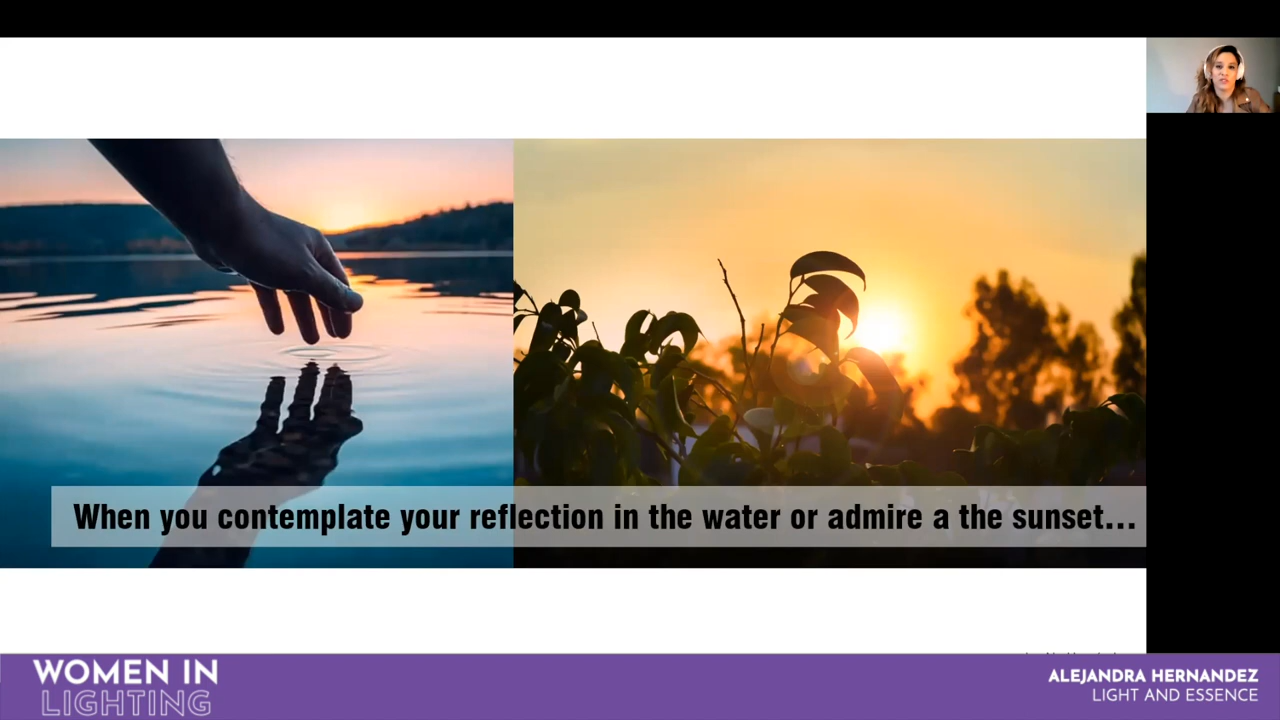 When you contemplate your reflection in the water or admire a the sunset...
WOMEN IN
LIGHTING
ALEJANDRA HERNANDEZ
LIGHT AND ESSENCE